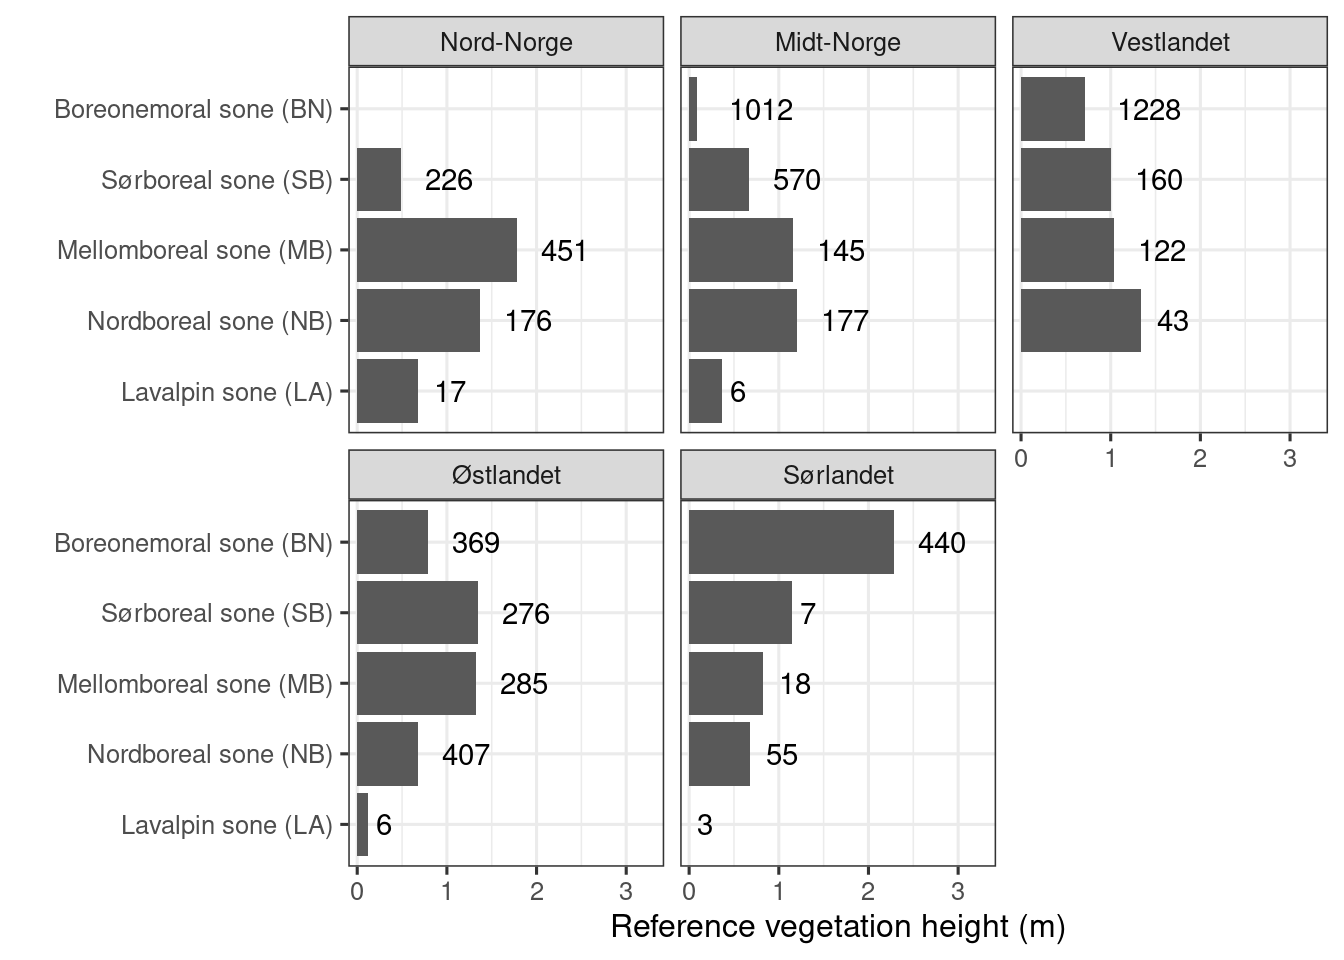 Nord-Norge Midt-Norge Vestlandet
Boreonemoral sone (BN) 1012 1228
Sørboreal sone (SB) 226 570 160
Mellomboreal sone (MB) 451 145 122
Nordboreal sone (NB) 176 177 43
Lavalpin sone (LA) 17 6
0 1 2 3
Østlandet Sørlandet
Boreonemoral sone (BN) 369 440
Sørboreal sone (SB) 276 7
Mellomboreal sone (MB) 285 18
Nordboreal sone (NB) 407 55
Lavalpin sone (LA) 6 3
0 1 2 3 0 1 2 3
Reference vegetation height (m)